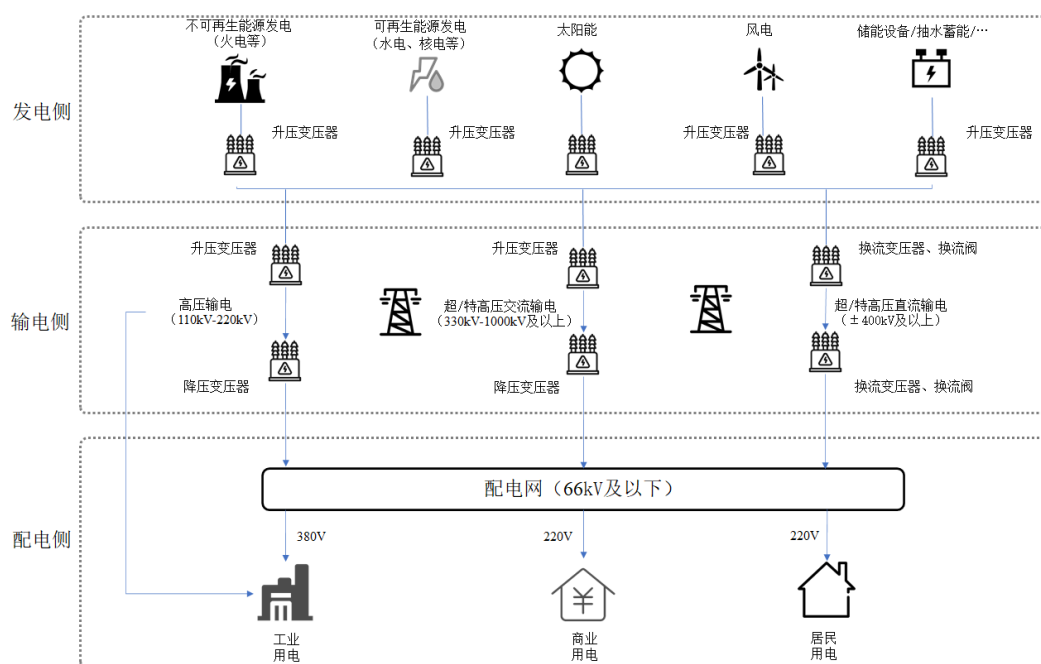 不可再生能源发电
（火电等）
可再生能源发电
（水电、核电等）
太阳能
风电
储能设备/抽水蓄能/…
发电侧
升压变压器
升压变压器
升压变压器
升压变压器
升压变压器
升压变压器
换流变压器、换流阀
输电侧
高压输电
（110kV-220kV）
超/特高压交流输电
（330kV-1000kV及以上）
超/特高压直流输电
（±400kV及以上）
降压变压器
降压变压器
换流变压器、换流阀
配电网（66kV及以下）
配电侧
380V
220V
220V
工业
用电
商业
用电
居民
用电